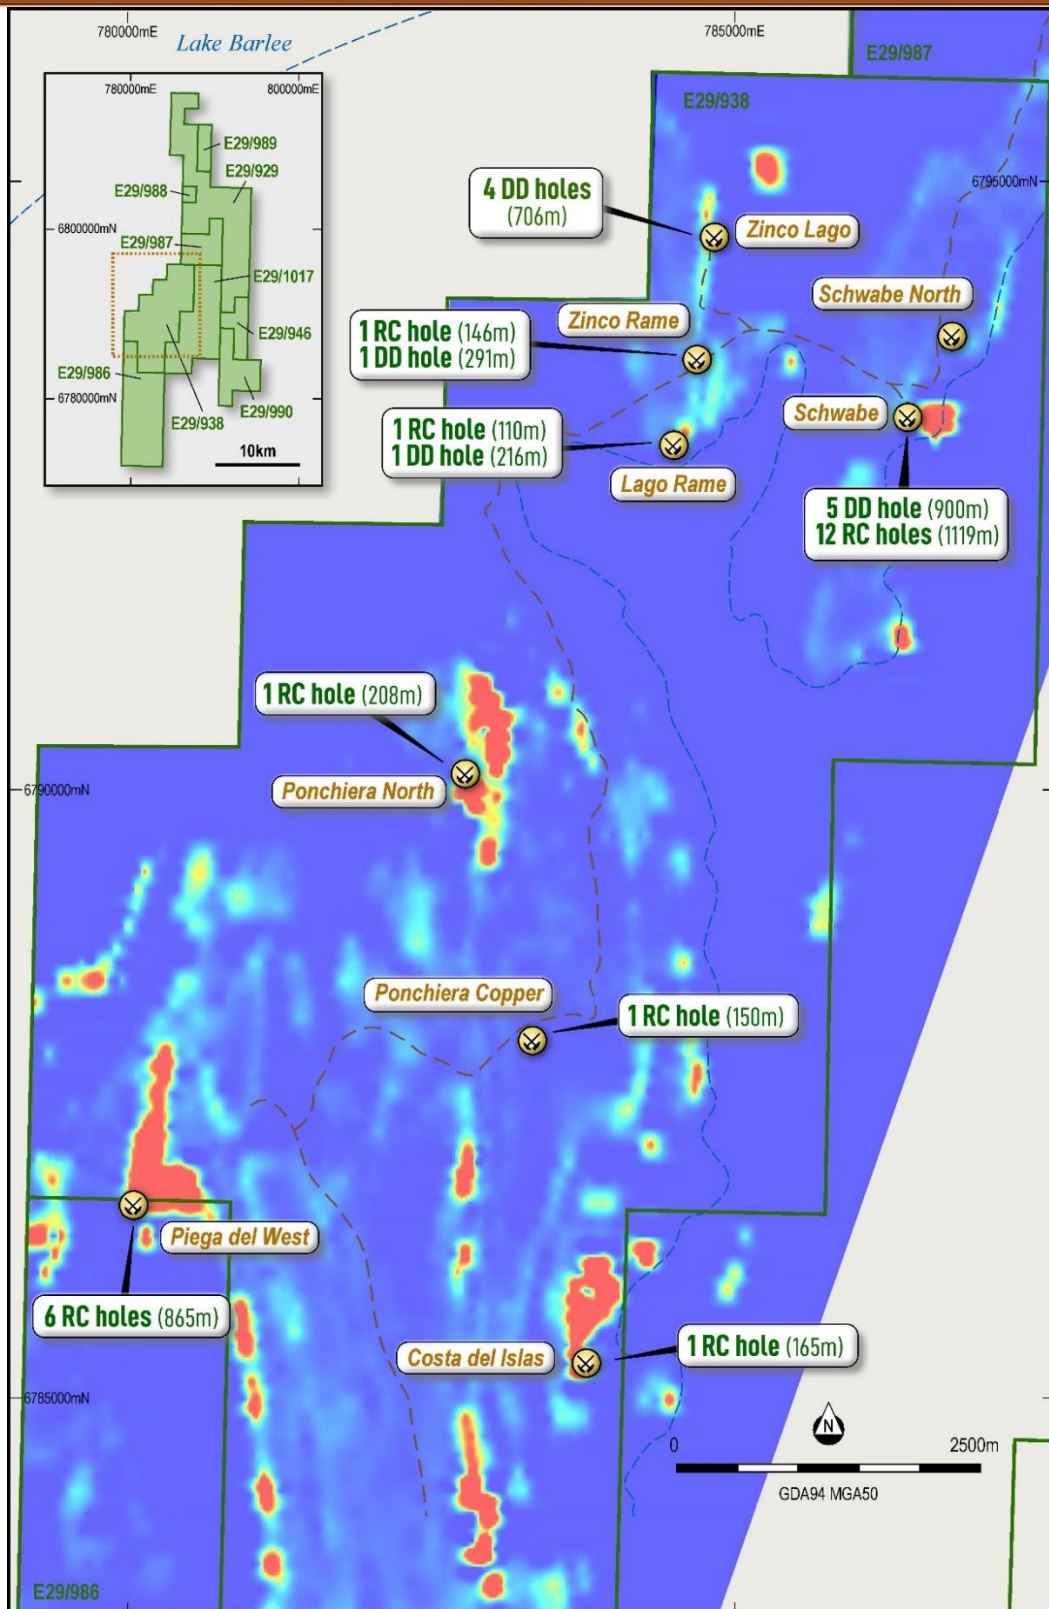 780000mE
785000mE
Lake Barlee
E29/987
780000mE
800000mE
E29/938
E29/989
E29/929
E29/988
6795000mN
4 DD holes
(706m)
Zinco Lago
6800000mN
E29/987
E29/1017
Schwabe North
Zinco Rame
1 RC hole (146m)
1 DD hole (291m)
E29/946
E29/986
6780000mN
E29/990
E29/938
10km
Schwabe
1 RC hole (110m)
1 DD hole (216m)
Lago Rame
5 DD hole (900m)
12 RC holes (1119m)
1 RC hole (208m)
6790000mN
Ponchiera North
Ponchiera Copper
1 RC hole (150m)
Piega del West
6 RC holes (865m)
1 RC hole (165m)
Costa del Islas
6785000mN
N
0
2500m
GDA94 MGA50
E29/986